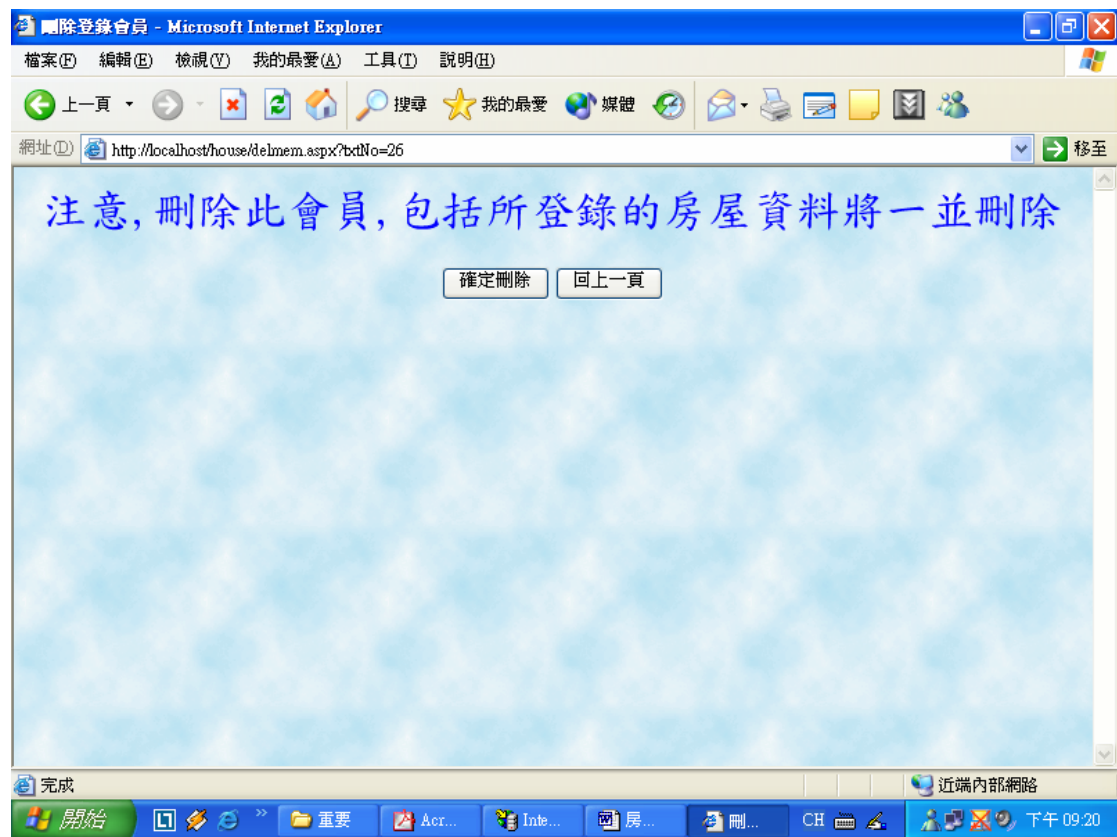 刪除登錄會員 - Microsoft Internet Explorer
檔案(F) 編輯(E) 檢視(V) 我的最愛(A) 工具(T) 說明(H)
上一頁 搜尋 我的最愛 媒體
網址(D) http://localhost/house/delmem.aspx?txtNo=26 移至
注意,刪除此會員,包括所登錄的房屋資料將一並刪除
確定刪除 回上一頁
完成 近端內部網路
開始 重要 Acr... Inte... 房... 刪... CH 下午 09:20